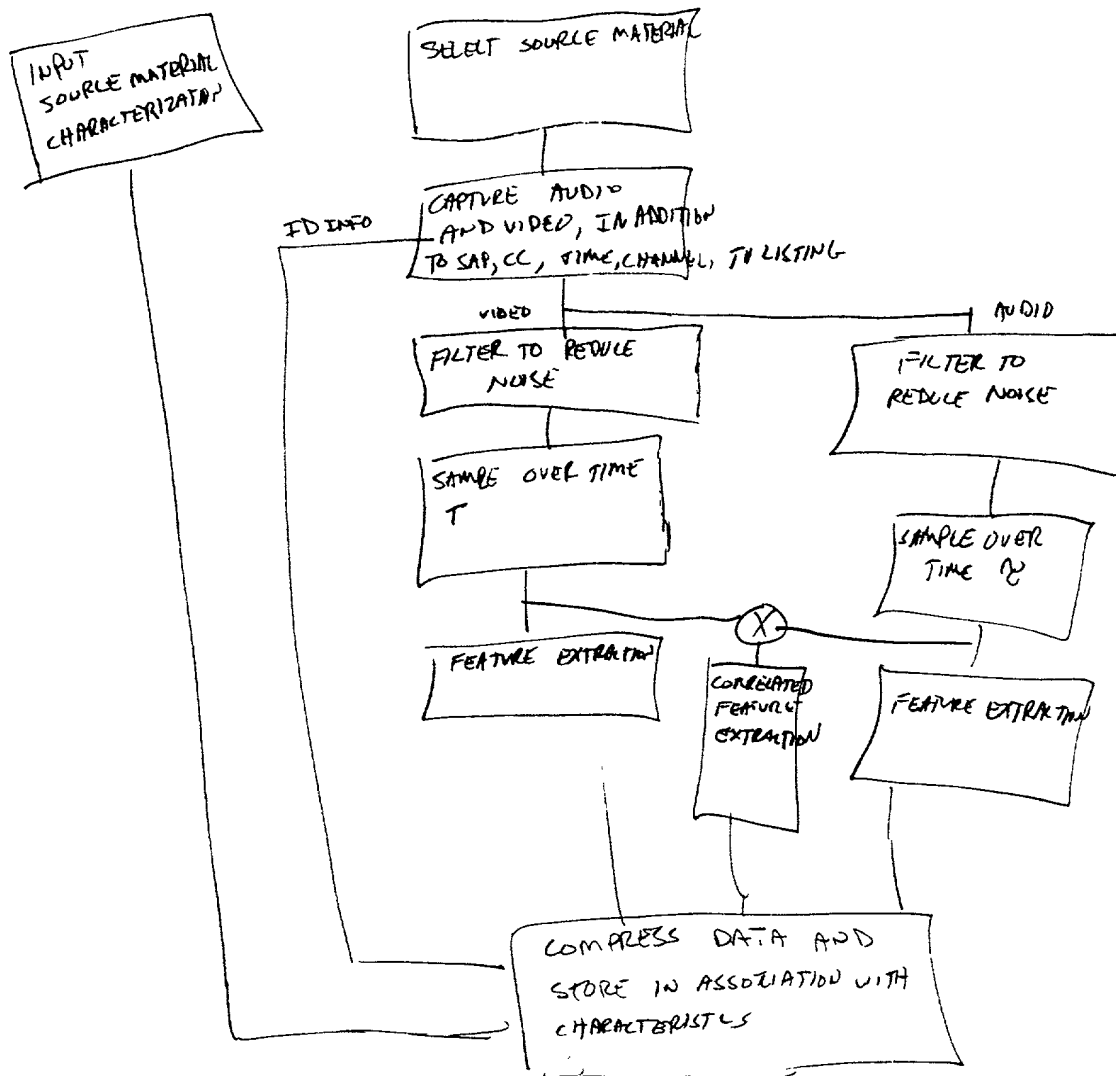 INPUT
SOURCE MATERIAL
CHARACTERIZATION
SELECT SOURCE MATERIAL
CAPTURE AUDIO
AND VIDEO, IN ADDITION
TO SAP, CC, TIME, CHANNEL, TV LISTING
ID INFO
VIDEO
AUDIO
FILTER TO REDUCE
NOISE
FILTER TO
REDUCE NOISE
SAMPLE OVER TIME
T
SAMPLE OVER
TIME τ
X
FEATURE EXTRACTION
CORRELATED
FEATURE
EXTRACTION
FEATURE EXTRACTION
COMPRESS DATA AND
STORE IN ASSOCIATION WITH
CHARACTERISTICS